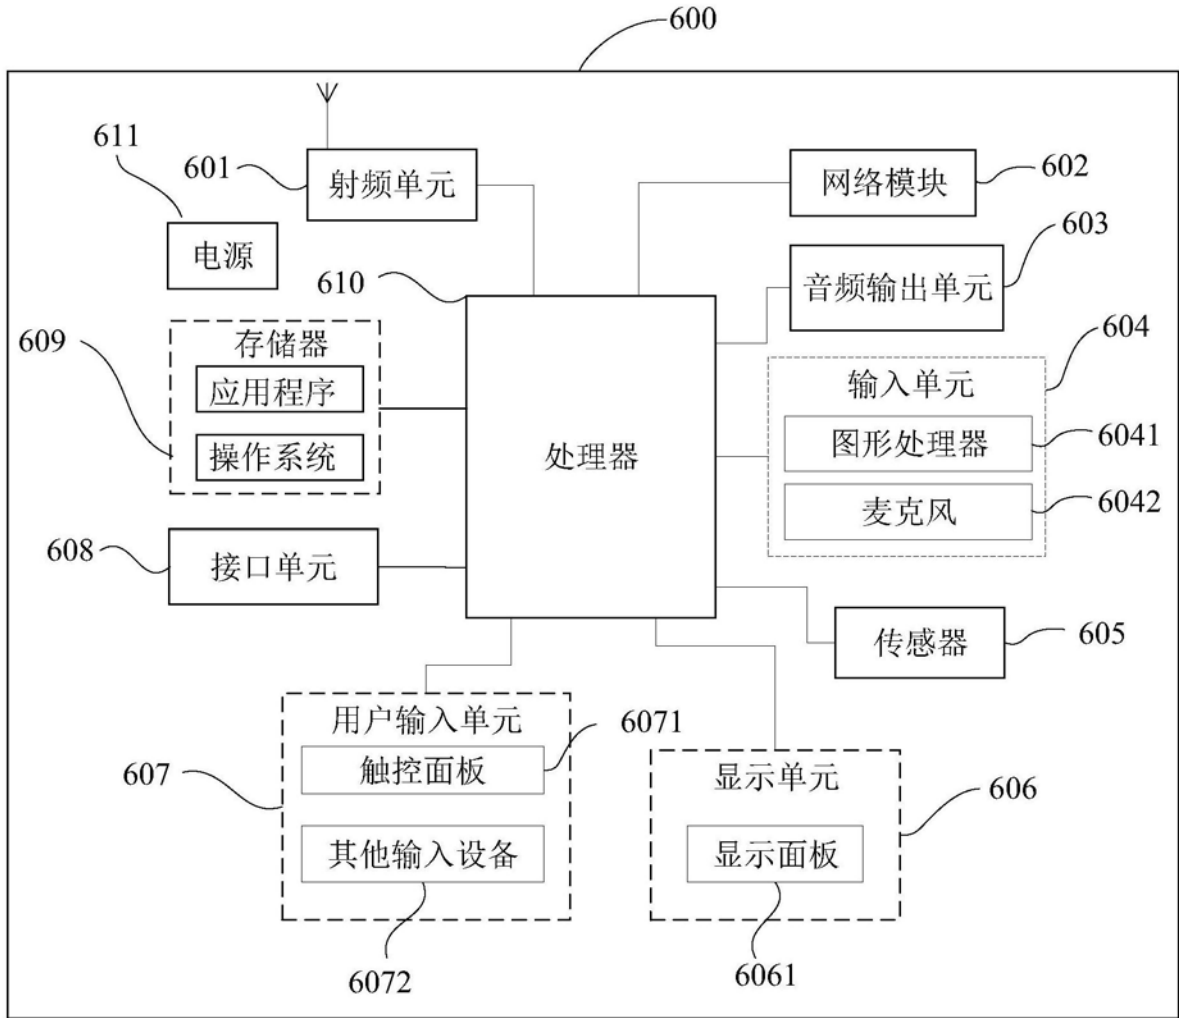 600
611
601
射频单元
网络模块
602
电源
603
音频输出单元
610
609
存储器
应用程序
操作系统
604
输入单元
图形处理器
6041
麦克风
6042
处理器
608
接口单元
传感器
605
用户输入单元
6071
触控面板
607
其他输入设备
6072
显示单元
606
显示面板
6061